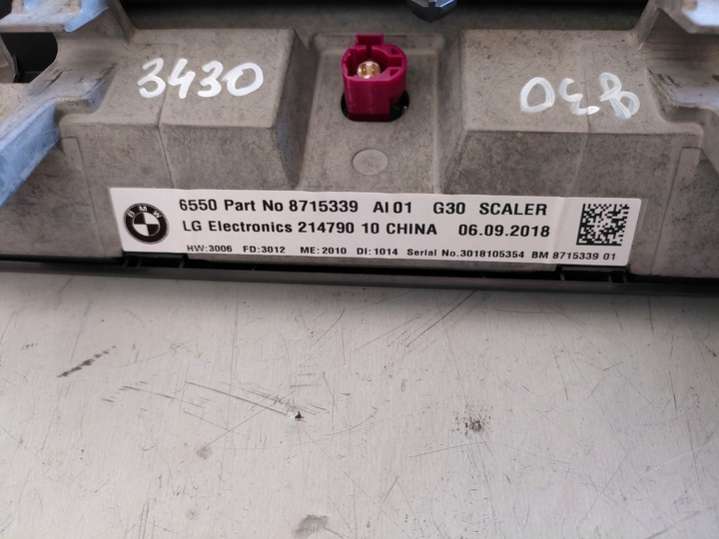 3430
BMW
6550 Part No 8715339 AI 01 G30 SCALER
LG Electronics 214790 10 CHINA 06.09.2018
HW:3006 FD:3012 ME:2010 DI:1014 Serial No.3018105354 BM 8715339 01